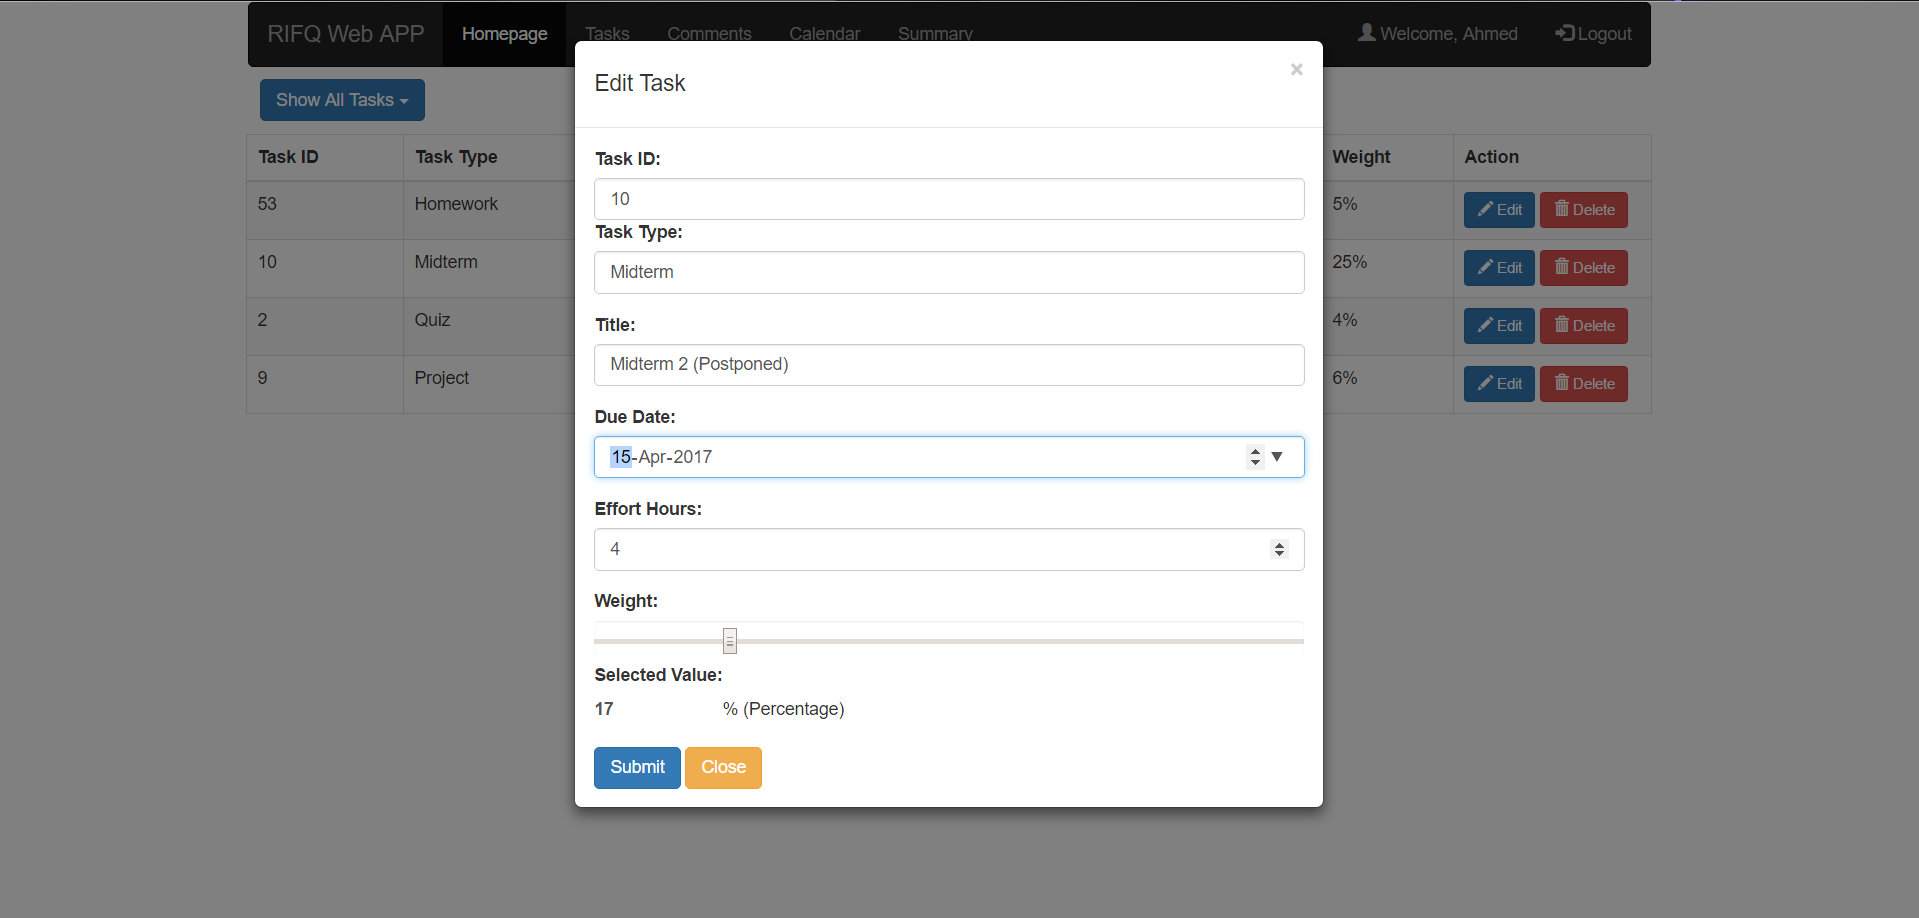 RIFQ Web APP Homepage Tasks Comments Calendar Summary Welcome, Ahmed Logout
Show All Tasks
Edit Task ×
Task ID Task Type Weight Action
53 Homework 5% Edit Delete
10 Midterm 25% Edit Delete
2 Quiz 4% Edit Delete
9 Project 6% Edit Delete
Task ID:
10
Task Type:
Midterm
Title:
Midterm 2 (Postponed)
Due Date:
15-Apr-2017
Effort Hours:
4
Weight:
Selected Value:
17 % (Percentage)
Submit Close